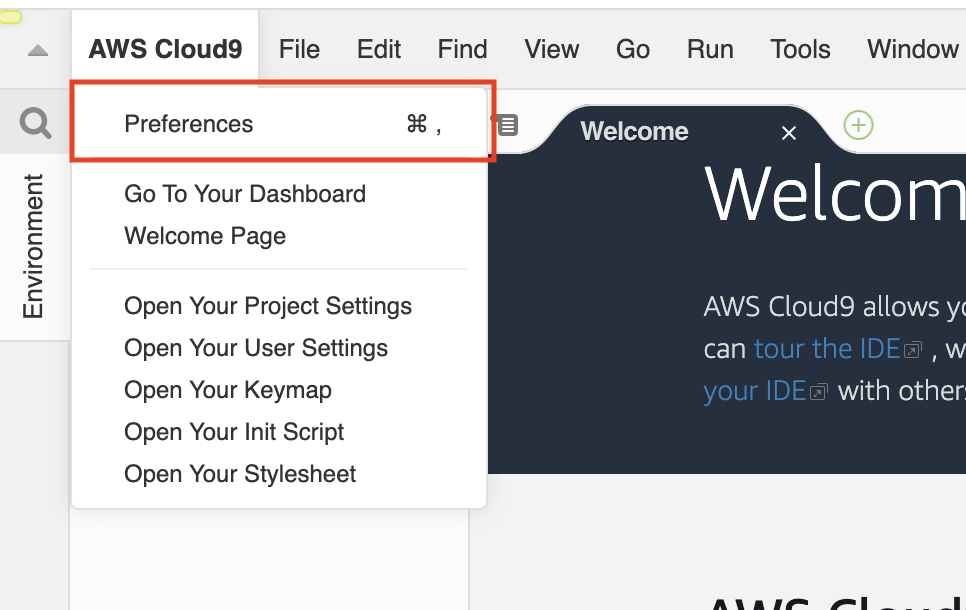 AWS Cloud9 File Edit Find View Go Run Tools Window
Preferences ⌘ ,
Go To Your Dashboard
Welcome Page
Open Your Project Settings
Open Your User Settings
Open Your Keymap
Open Your Init Script
Open Your Stylesheet
Environment
Welcome
Welcom
AWS Cloud9 allows yo
can tour the IDE , w
your IDE with others
AWS Cloud